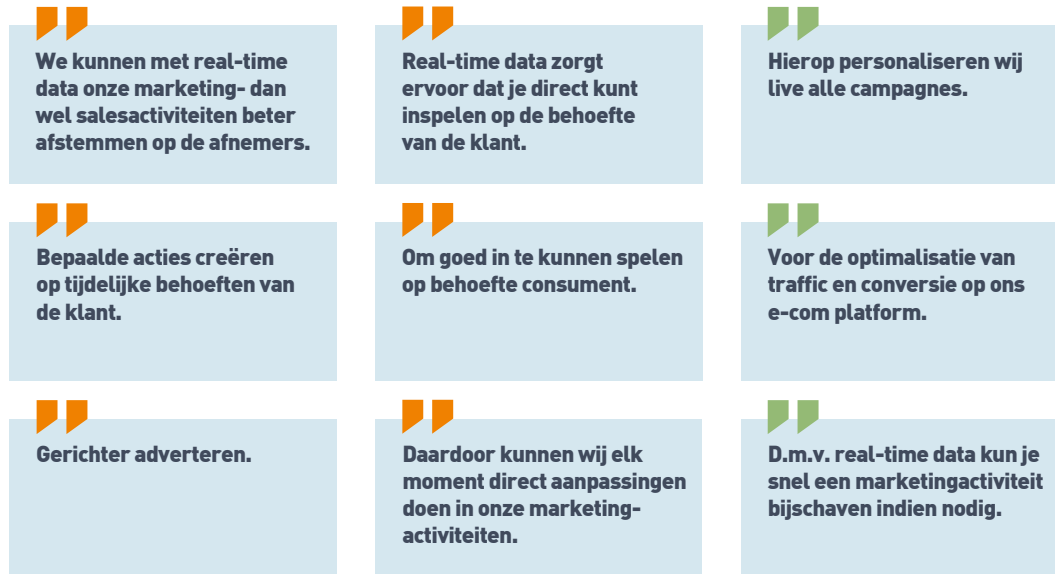 We kunnen met real-time
data onze marketing- dan
wel salesactiviteiten beter
afstemmen op de afnemers.
Real-time data zorgt
ervoor dat je direct kunt
inspelen op de behoefte
van de klant.
Hierop personaliseren wij
live alle campagnes.
Bepaalde acties creëren
op tijdelijke behoeften van
de klant.
Om goed in te kunnen spelen
op behoefte consument.
Voor de optimalisatie van
traffic en conversie op ons
e-com platform.
Gerichter adverteren.
Daardoor kunnen wij elk
moment direct aanpassingen
doen in onze marketing-
activiteiten.
D.m.v. real-time data kun je
snel een marketingactiviteit
bijschaven indien nodig.